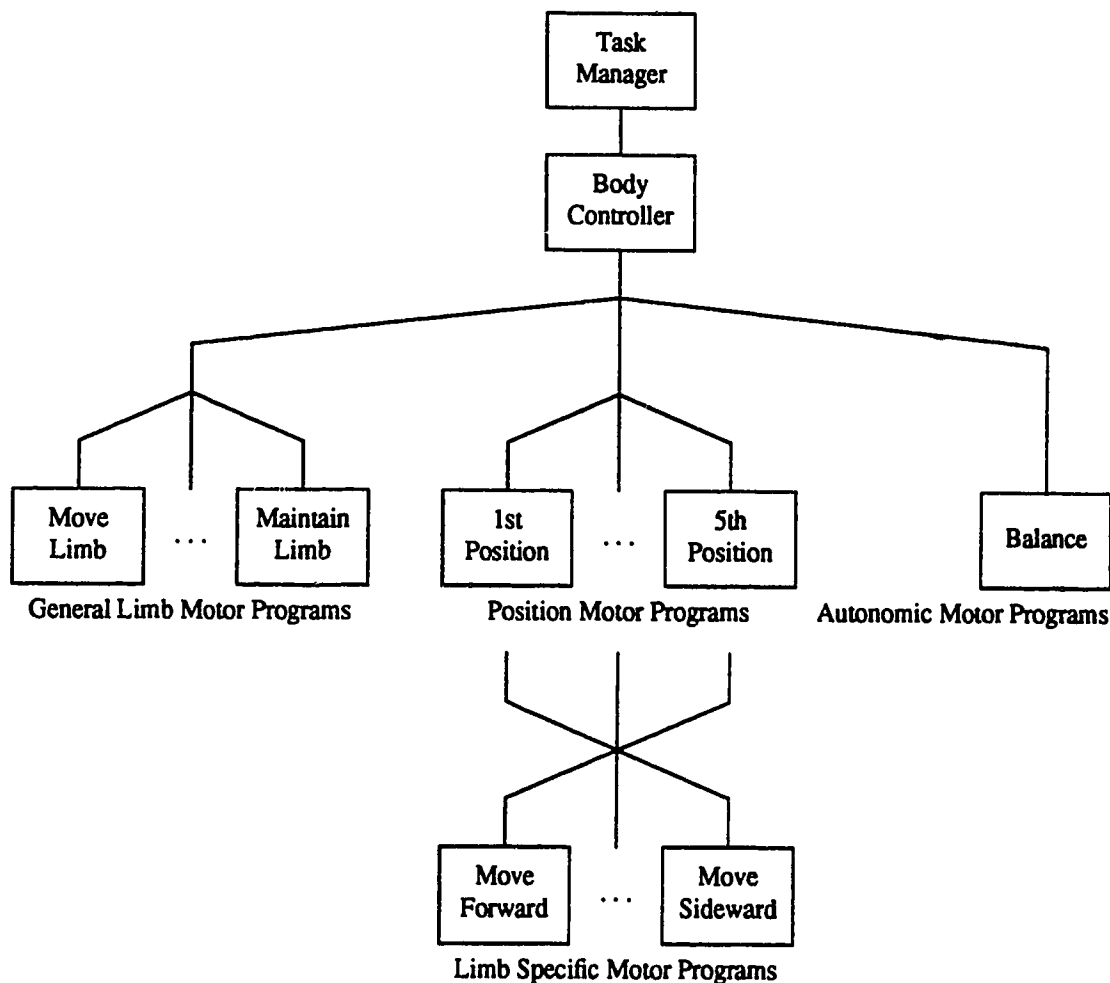 Task
Manager
Body
Controller
Move
Limb
...
Maintain
Limb
1st
Position
...
5th
Position
Balance
General Limb Motor Programs
Position Motor Programs
Autonomic Motor Programs
Move
Forward
...
Move
Sideward
Limb Specific Motor Programs